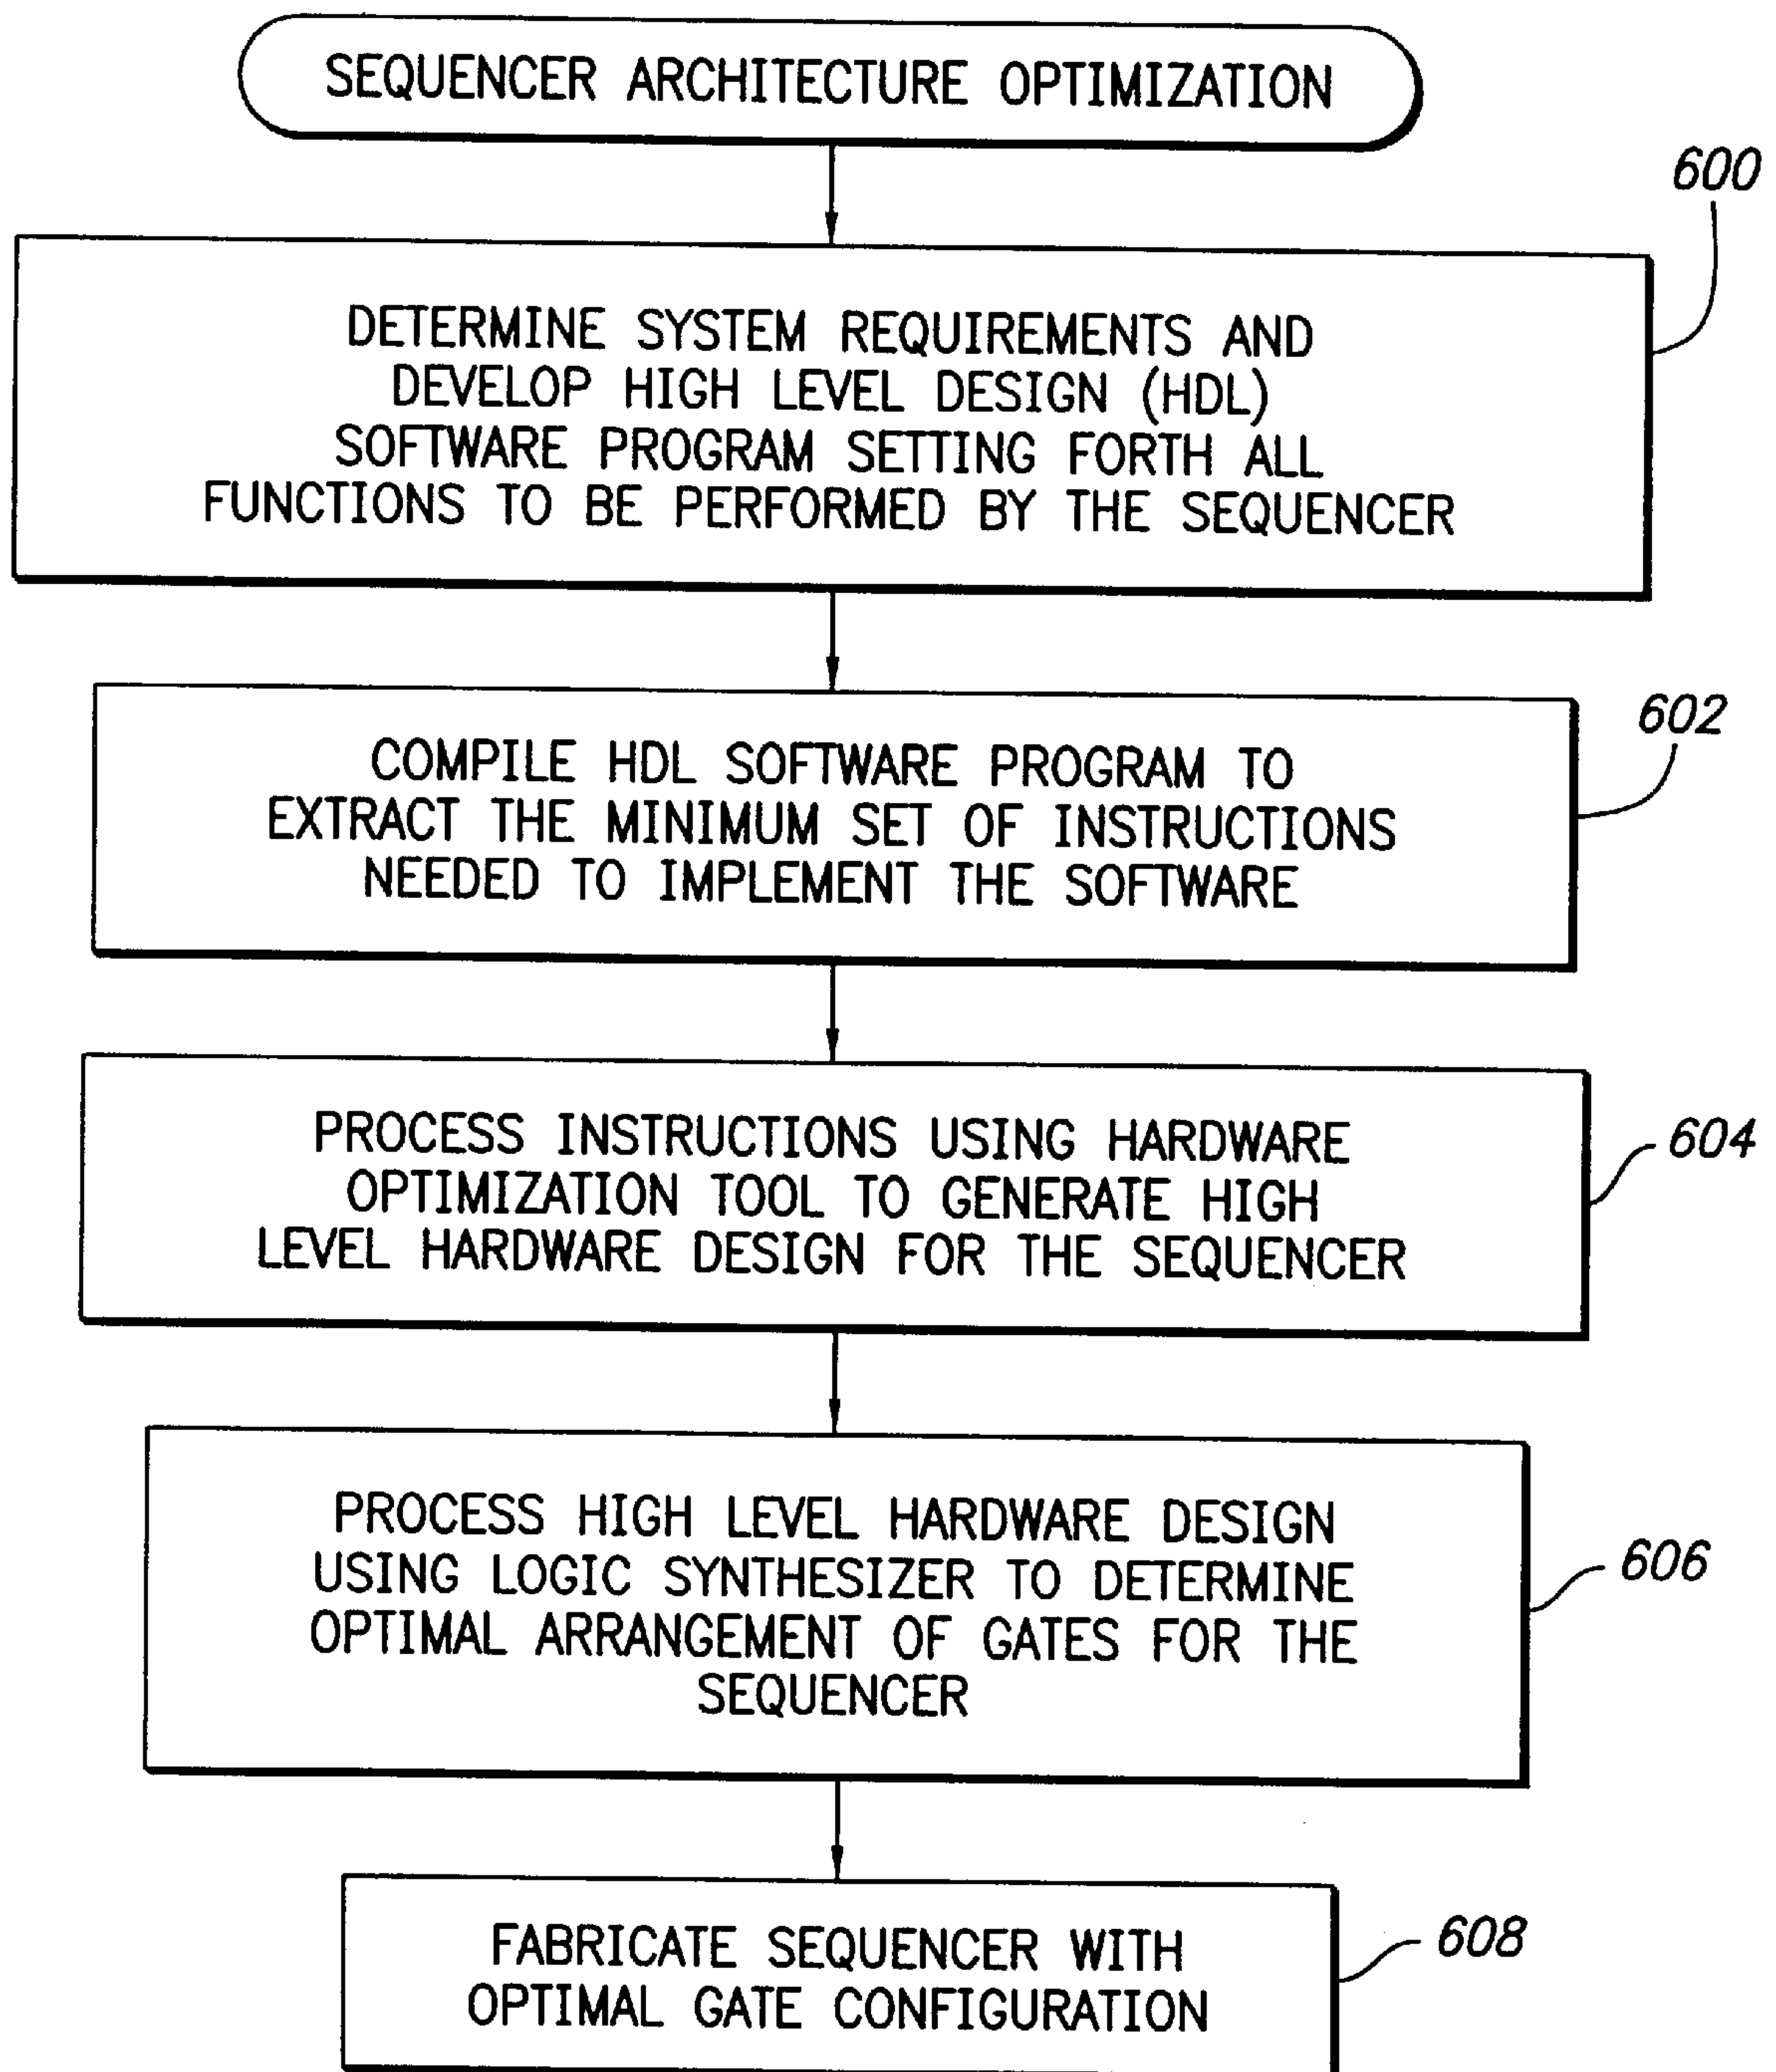 SEQUENCER ARCHITECTURE OPTIMIZATION
600
DETERMINE SYSTEM REQUIREMENTS AND
DEVELOP HIGH LEVEL DESIGN (HDL)
SOFTWARE PROGRAM SETTING FORTH ALL
FUNCTIONS TO BE PERFORMED BY THE SEQUENCER
602
COMPILE HDL SOFTWARE PROGRAM TO
EXTRACT THE MINIMUM SET OF INSTRUCTIONS
NEEDED TO IMPLEMENT THE SOFTWARE
604
PROCESS INSTRUCTIONS USING HARDWARE
OPTIMIZATION TOOL TO GENERATE HIGH
LEVEL HARDWARE DESIGN FOR THE SEQUENCER
606
PROCESS HIGH LEVEL HARDWARE DESIGN
USING LOGIC SYNTHESIZER TO DETERMINE
OPTIMAL ARRANGEMENT OF GATES FOR THE
SEQUENCER
608
FABRICATE SEQUENCER WITH
OPTIMAL GATE CONFIGURATION